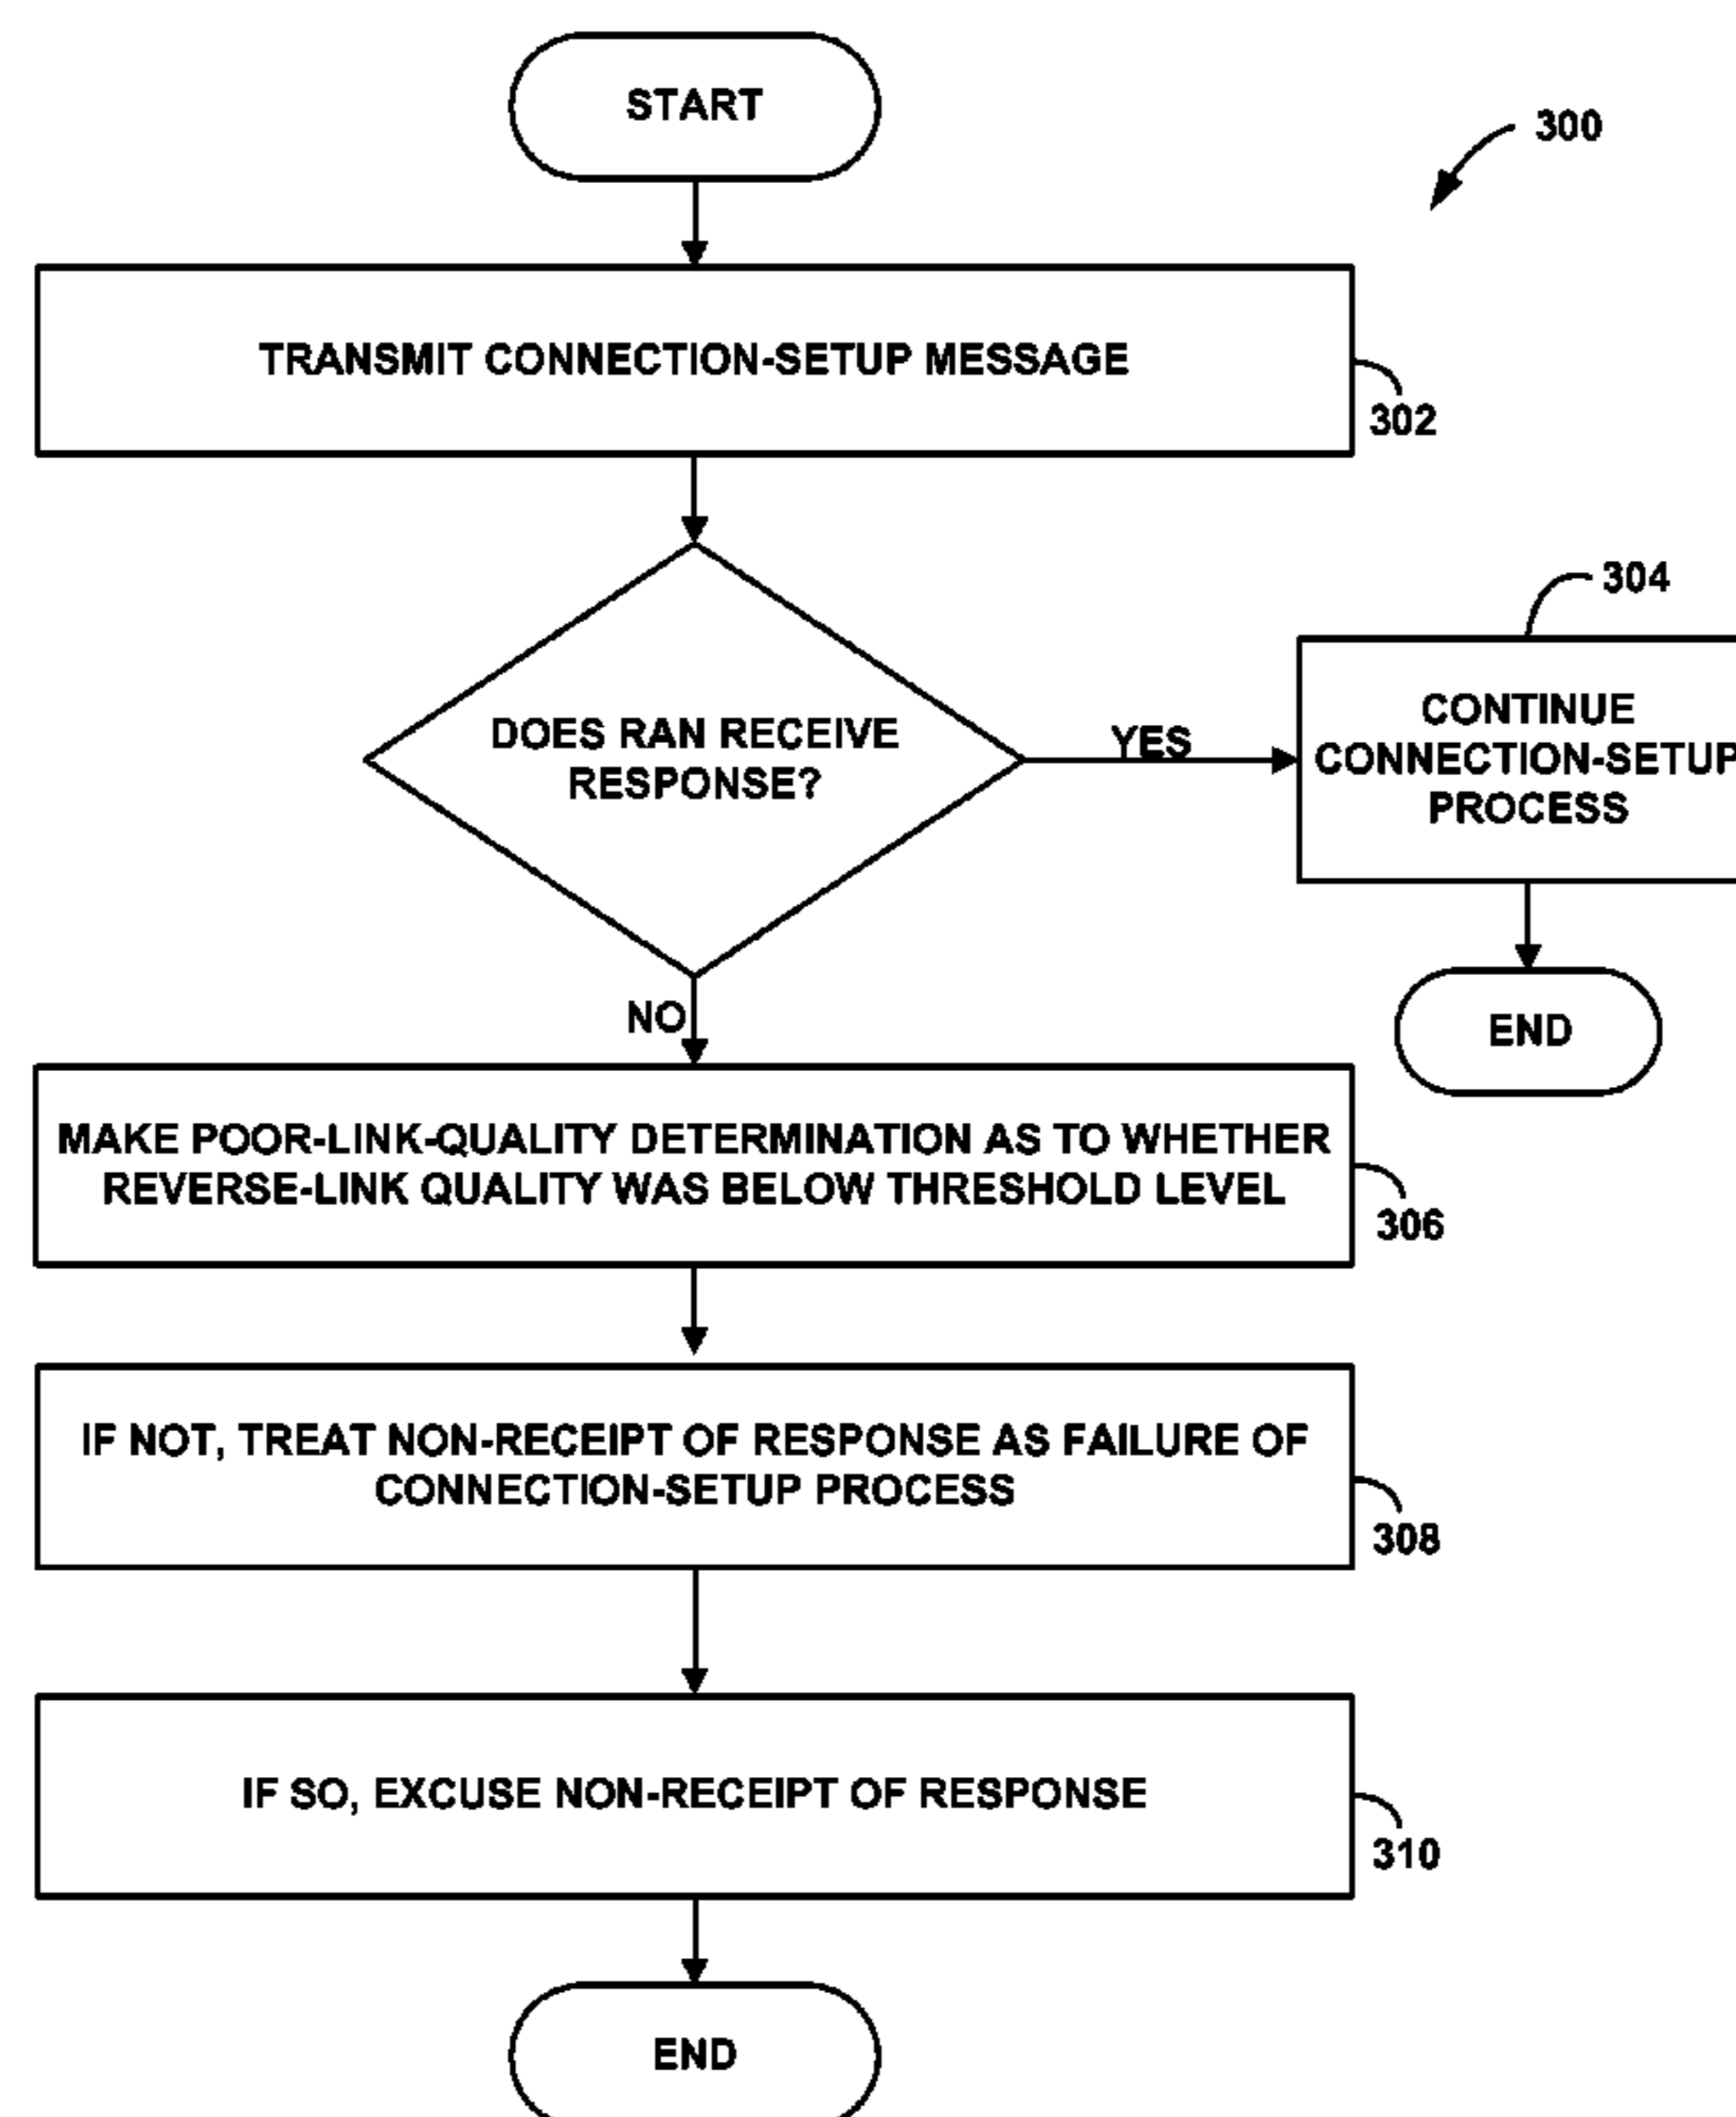 START
300
TRANSMIT CONNECTION-SETUP MESSAGE
302
304
DOES RAN RECEIVE
RESPONSE?
YES
CONTINUE
CONNECTION-SETUP
PROCESS
NO
END
MAKE POOR-LINK-QUALITY DETERMINATION AS TO WHETHER
REVERSE-LINK QUALITY WAS BELOW THRESHOLD LEVEL
306
IF NOT, TREAT NON-RECEIPT OF RESPONSE AS FAILURE OF
CONNECTION-SETUP PROCESS
308
IF SO, EXCUSE NON-RECEIPT OF RESPONSE
310
END